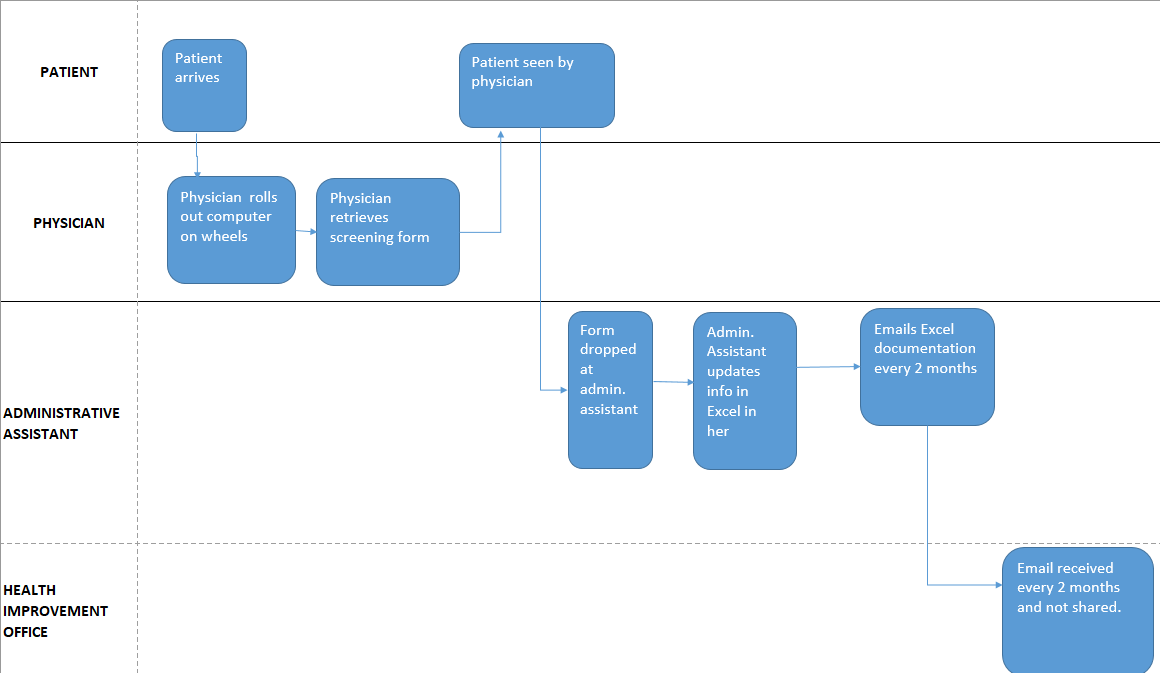 PATIENT
Patient
arrives
Patient seen by
physician
PHYSICIAN
Physician  rolls
out computer
on wheels
Physician
retrieves
screening form
ADMINISTRATIVE
ASSISTANT
Form
dropped
at
admin.
assistant
Admin.
Assistant
updates
info in
Excel in
her
Emails Excel
documentation
every 2 months
HEALTH
IMPROVEMENT
OFFICE
Email received
every 2 months
and not shared.